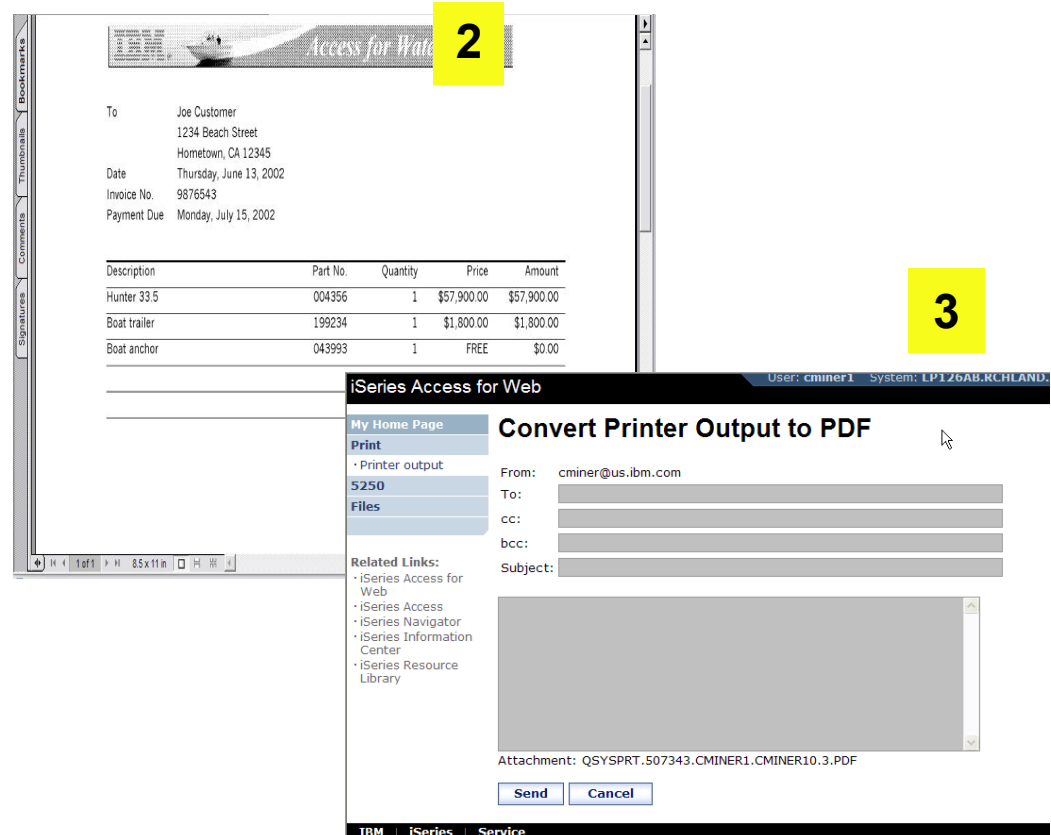 IBM
Access for Wate
2
Bookmarks
Thumbnails
Comments
Signatures
To Joe Customer
1234 Beach Street
Hometown, CA 12345
Date Thursday, June 13, 2002
Invoice No. 9876543
Payment Due Monday, July 15, 2002
Description Part No. Quantity Price Amount
Hunter 33.5 004356 1 $57,900.00 $57,900.00
Boat trailer 199234 1 $1,800.00 $1,800.00
Boat anchor 043993 1 FREE $0.00
1 of 1 8.5 x 11 in
3
iSeries Access for Web
User: cminer1 System: LP126AB.RCHLAND.
My Home Page
Print
· Printer output
5250
Files
Related Links:
· iSeries Access for
Web
· iSeries Access
· iSeries Navigator
· iSeries Information
Center
· iSeries Resource
Library
Convert Printer Output to PDF
From: cminer@us.ibm.com
To:
cc:
bcc:
Subject:
Attachment: QSYSPRT.507343.CMINER1.CMINER10.3.PDF
Send Cancel
IBM | iSeries | Service